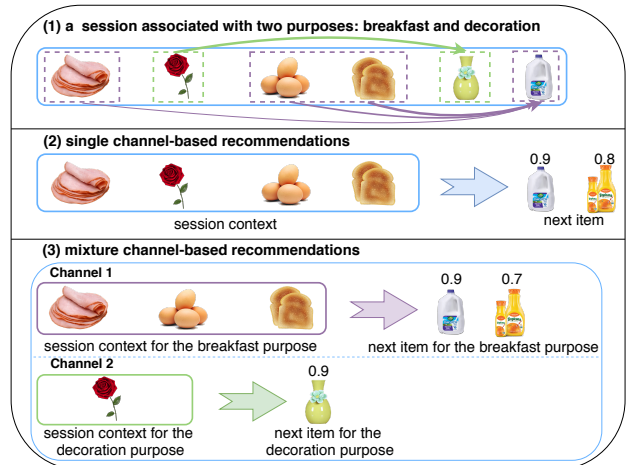 (1) a session associated with two purposes: breakfast and decoration
(2) single channel-based recommendations
0.9 0.8
session context
next item
(3) mixture channel-based recommendations
Channel 1
0.9 0.7
session context for the breakfast purpose
next item for the breakfast purpose
Channel 2
0.9
session context for the
decoration purpose
next item for the
decoration purpose